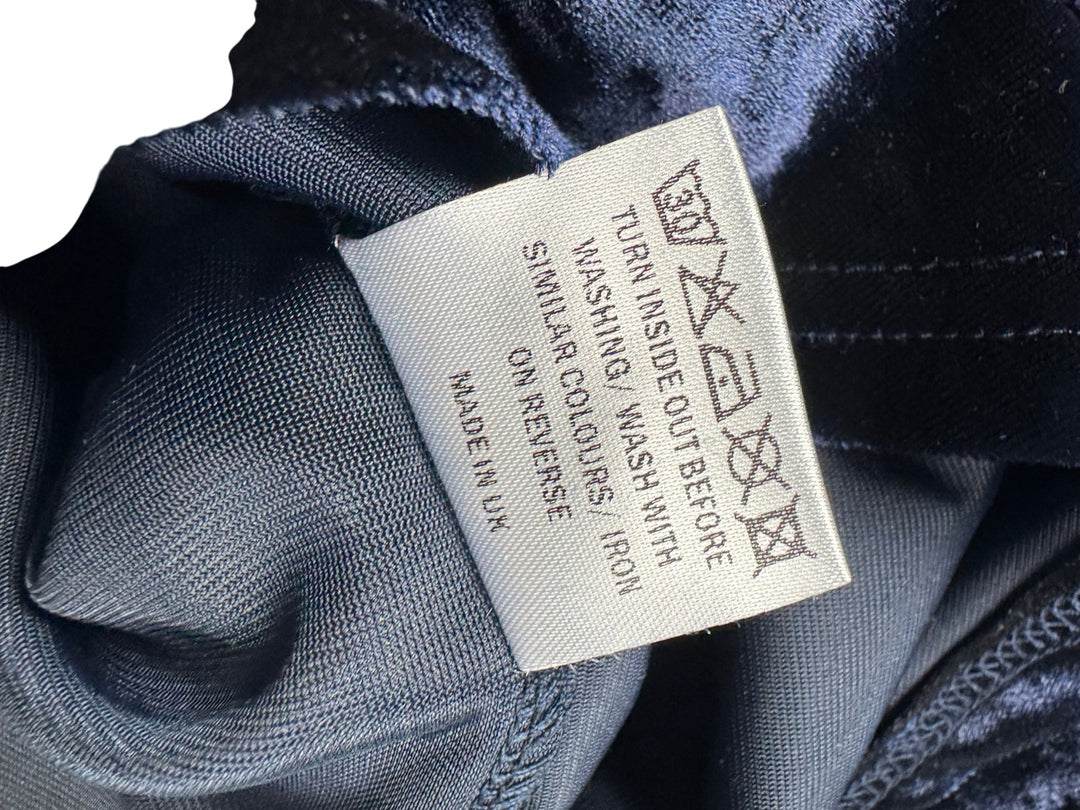 30
TURN INSIDE OUT BEFORE
WASHING/ WASH WITH
SIMILAR COLOURS/ IRON
ON REVERSE
MADE IN UK